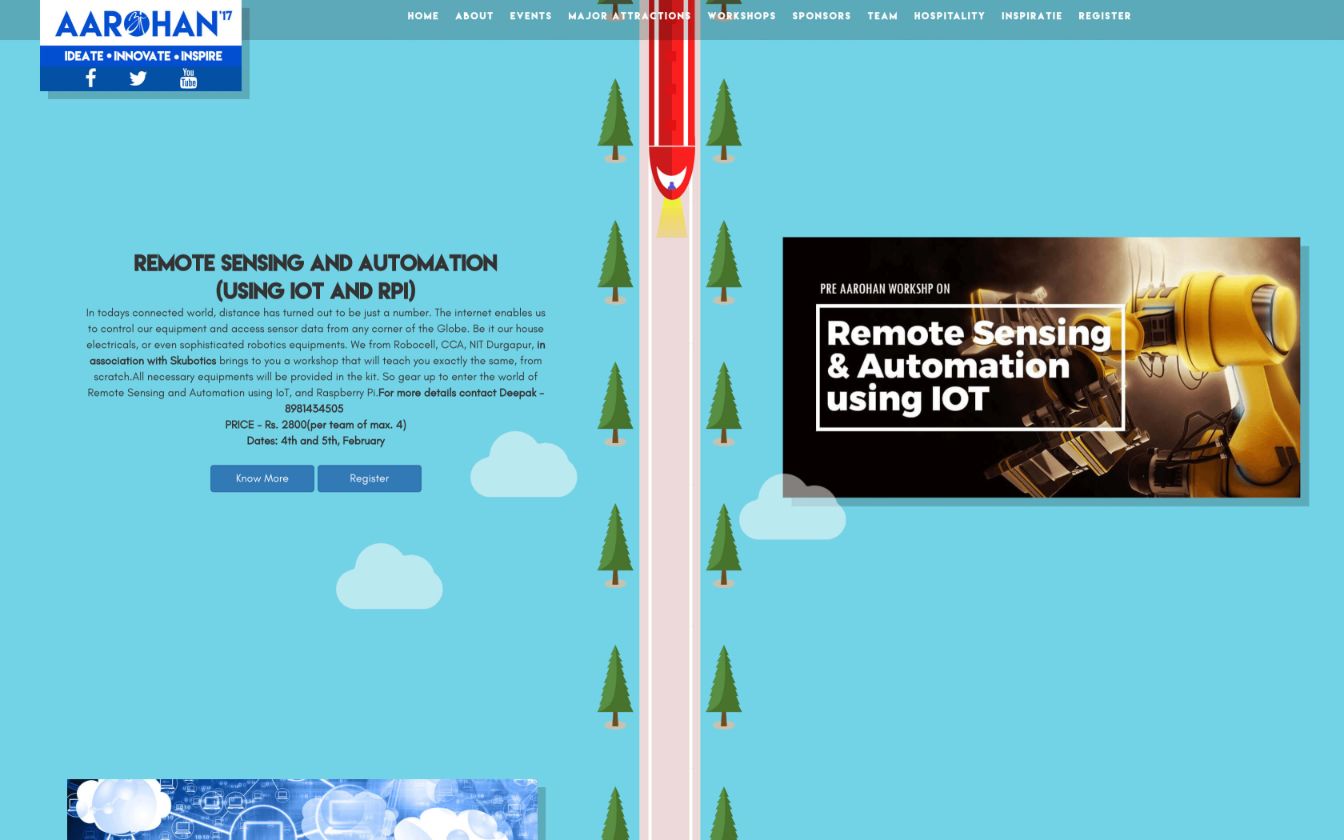 AAROHAN'17
IDEATE • INNOVATE • INSPIRE
You
Tube
HOME ABOUT EVENTS MAJOR ATTRACTIONS WORKSHOPS SPONSORS TEAM HOSPITALITY INSPIRATIE REGISTER
REMOTE SENSING AND AUTOMATION
(USING IOT AND RPI)
In todays connected world, distance has turned out to be just a number. The internet enables us
to control our equipment and access sensor data from any corner of the Globe. Be it our house
electricals, or even sophisticated robotics equipments. We from Robocell, CCA, NIT Durgapur, in
association with Skubotics brings to you a workshop that will teach you exactly the same, from
scratch.All necessary equipments will be provided in the kit. So gear up to enter the world of
Remote Sensing and Automation using IoT, and Raspberry Pi.For more details contact Deepak -
8981434505
PRICE - Rs. 2800(per team of max. 4)
Dates: 4th and 5th, February
Know More Register
PRE AAROHAN WORKSHP ON
Remote Sensing
& Automation
using IOT